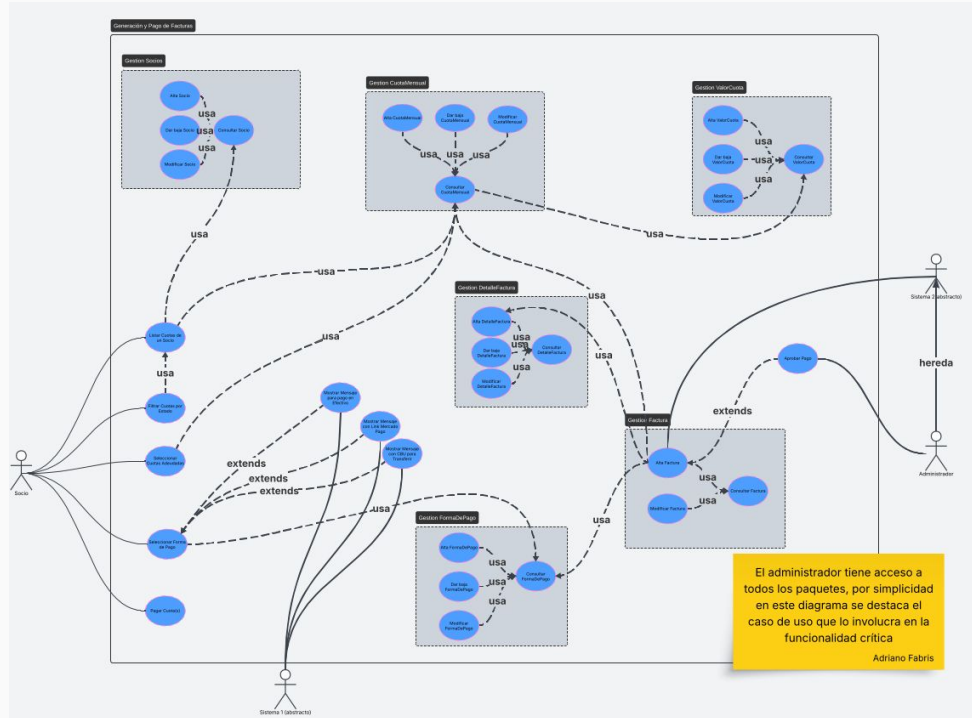 Generación y Pago de Facturas
Gestion Socios
Alta Socio
usa
Dar baja Socio
usa
Consultar Socio
usa
Modificar Socio
Gestion CuotaMensual
Alta CuotaMensual
Dar baja
CuotaMensual
Modificar
CuotaMensual
usa
usa
usa
Consultar
CuotaMensual
Gestion ValorCuota
Alta ValorCuota
usa
Dar baja
ValorCuota
usa
Consultar
ValorCuota
usa
Modificar
ValorCuota
usa
usa
usa
usa
usa
Gestion DetalleFactura
Alta DetalleFactura
usa
Dar baja
DetalleFactura
usa
Consultar
DetalleFactura
usa
Modificar
DetalleFactura
usa
Sistema 2 (abstracto)
hereda
Administrador
Aprobar Pago
extends
Listar Cuotas de
un Socio
usa
Filtrar Cuotas por
Estado
Seleccionar
Cuotas Adeudadas
Socio
Seleccionar Forma
de Pago
Pagar Cuota(s)
Mostrar Mensaje
para pago en
Efectivo
Mostrar Mensaje
con Link Mercado
Pago
Mostrar Mensaje
con CBU para
Transferir
extends
extends
extends
usa
Gestion Factura
Alta Factura
usa
Consultar Factura
usa
Modificar Factura
usa
Gestion FormaDePago
Alta FormaDePago
usa
Dar baja
FormaDePago
usa
Consultar
FormaDePago
usa
Modificar
FormaDePago
Sistema 1 (abstracto)
El administrador tiene acceso a
todos los paquetes, por simplicidad
en este diagrama se destaca el
caso de uso que lo involucra en la
funcionalidad crítica
Adriano Fabris